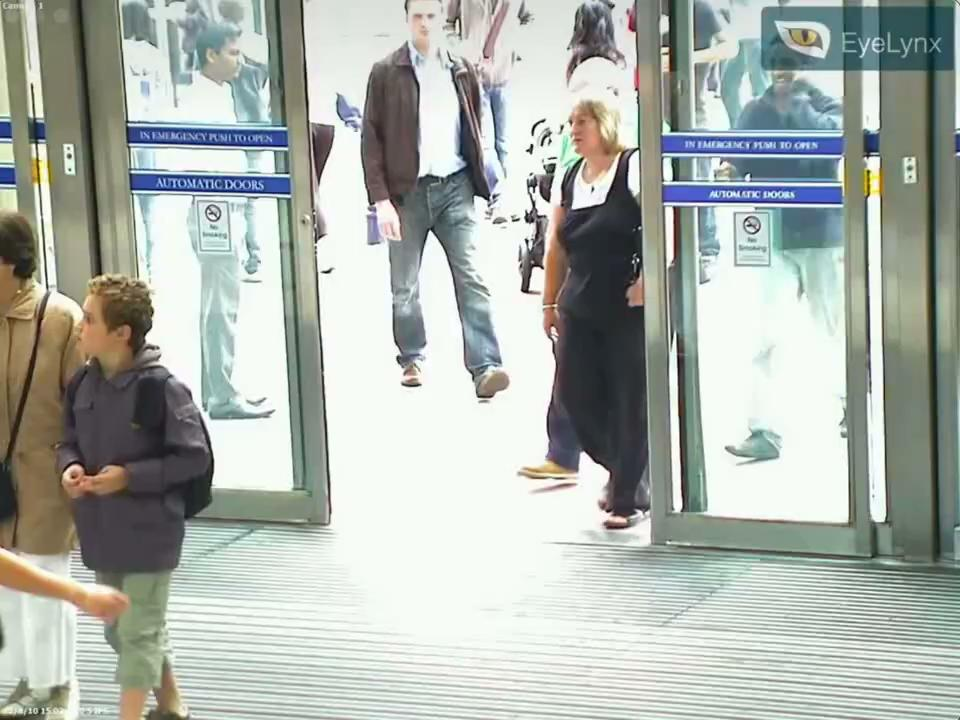 EyeLynx
IN EMERGENCY PUSH TO OPEN
IN EMERGENCY PUSH TO OPEN
AUTOMATIC DOORS
AUTOMATIC DOORS
No
Smoking
No
Smoking